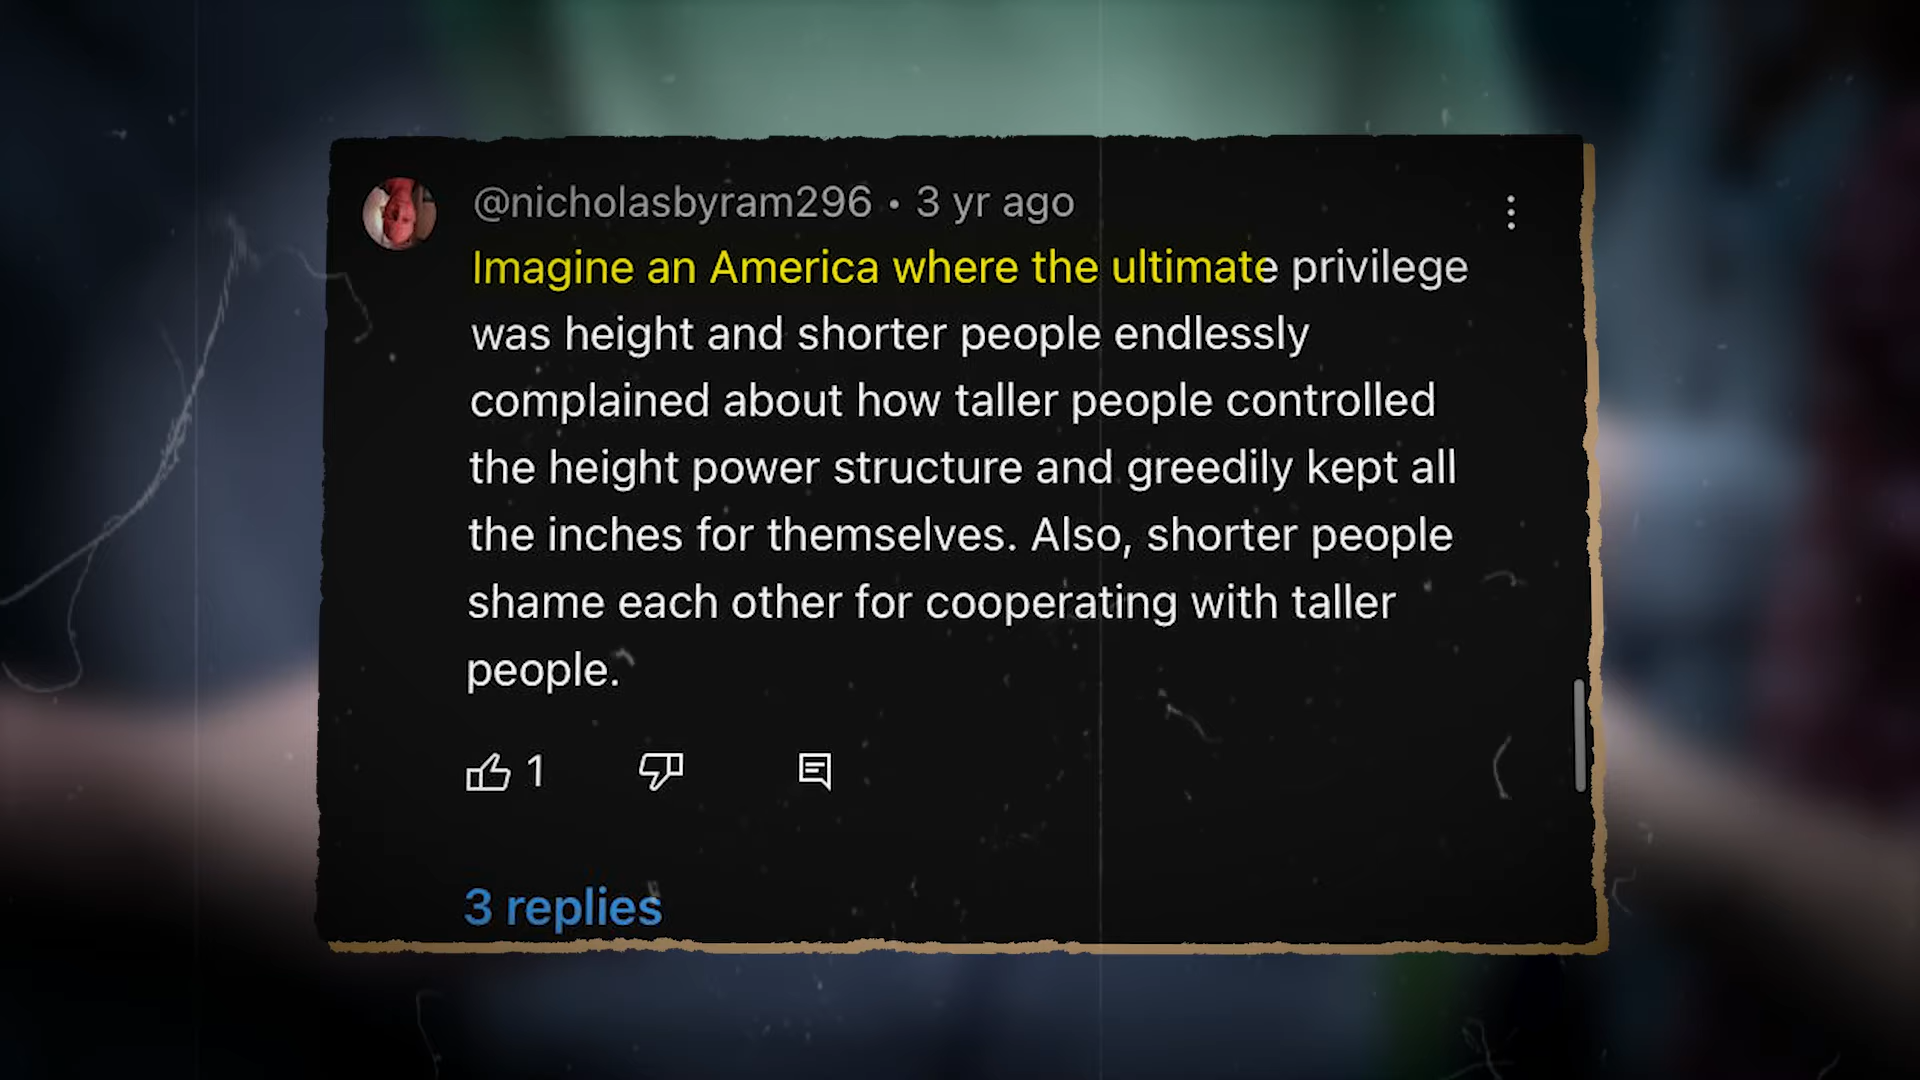 @nicholasbyram296 • 3 yr ago
Imagine an America where the ultimate privilege
was height and shorter people endlessly
complained about how taller people controlled
the height power structure and greedily kept all
the inches for themselves. Also, shorter people
shame each other for cooperating with taller
people.
1
3 replies